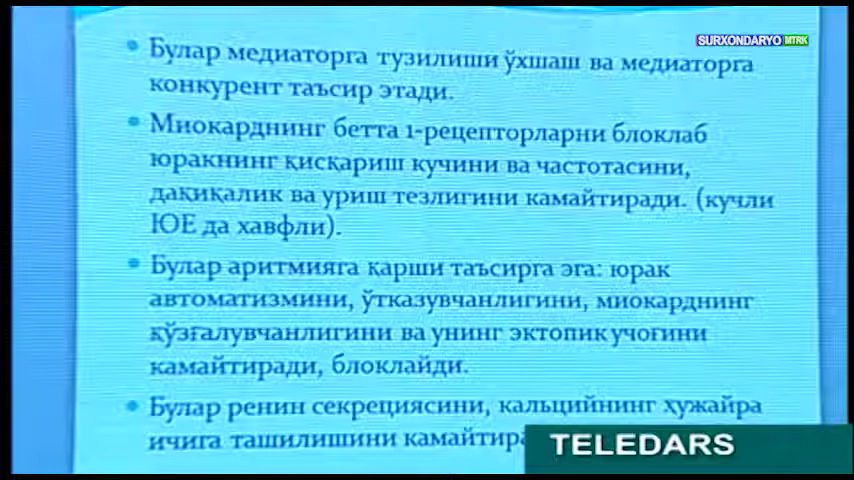 SURXONDARYO MTRK
• Булар медиаторга тузилиши ўхшаш ва медиаторга
конкурент таъсир этади.
• Миокарднинг бетта 1-рецепторларни блоклаб
юракнинг қисқариш кучини ва частотасини,
дақиқалик ва уриш тезлигини камайтиради. (кучли
ЮЕ да хавфли).
• Булар аритмияга қарши таъсирга эга: юрак
автоматизмини, ўтказувчанлигини, миокарднинг
қўзғалувчанлигини ва унинг эктопик учоғини
камайтиради, блоклайди.
• Булар ренин секрециясини, кальцийнинг ҳужайра
ичига ташилишини
TELEDARS